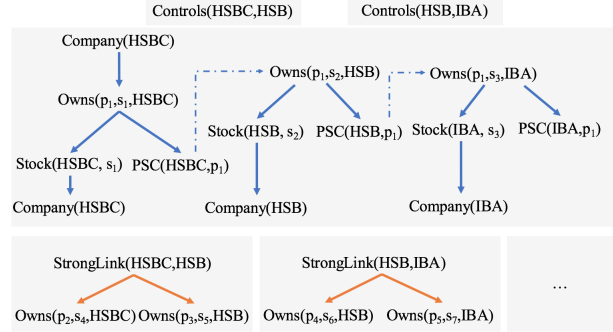 Controls(HSBC,HSB) Controls(HSB,IBA)
Company(HSBC)
Owns(p₁,s₂,HSB) Owns(p₁,s₃,IBA)
Owns(p₁,s₁,HSBC)
Stock(HSB, s₂) PSC(HSB,p₁) Stock(IBA, s₃) PSC(IBA,p₁)
Stock(HSBC, s₁) PSC(HSBC,p₁)
Company(HSBC) Company(HSB) Company(IBA)
StrongLink(HSBC,HSB) StrongLink(HSB,IBA)
...
Owns(p₂,s₄,HSBC) Owns(p₃,s₅,HSB) Owns(p₄,s₆,HSB) Owns(p₅,s₇,IBA)